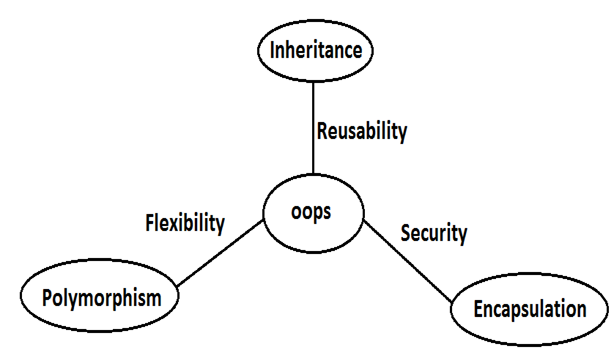 Inheritance
Reusability
oops
Flexibility
Security
Polymorphism
Encapsulation